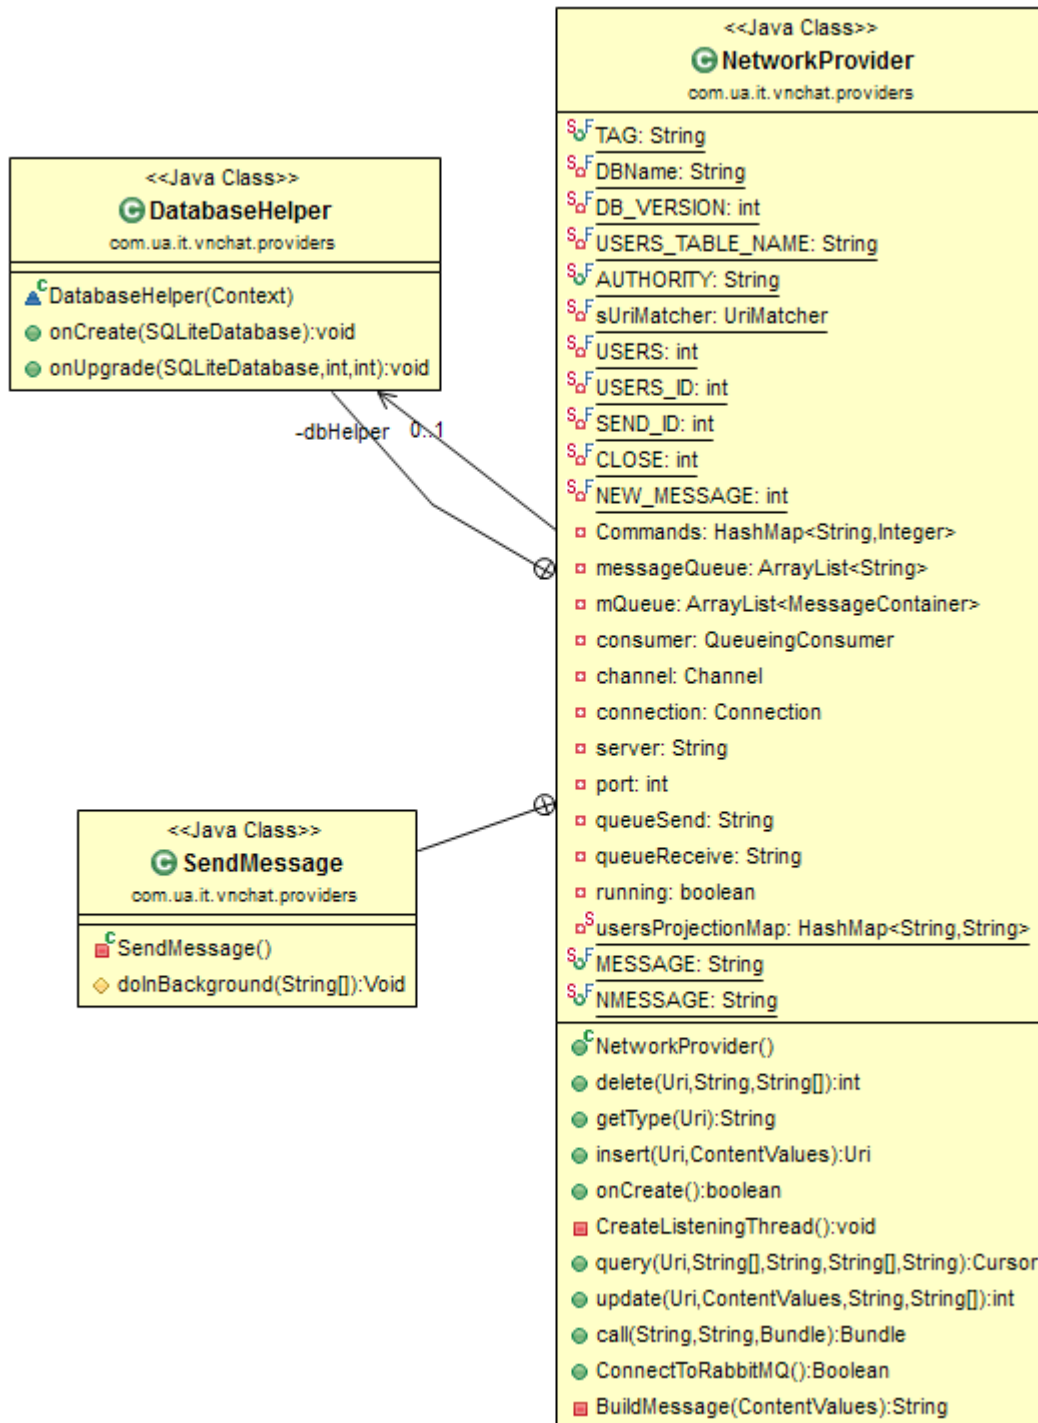 <<Java Class>>
NetworkProvider
com.ua.it.vnchat.providers
TAG: String
DBName: String
DB_VERSION: int
USERS_TABLE_NAME: String
AUTHORITY: String
sUriMatcher: UriMatcher
USERS: int
USERS_ID: int
SEND_ID: int
CLOSE: int
NEW_MESSAGE: int
Commands: HashMap<String,Integer>
messageQueue: ArrayList<String>
mQueue: ArrayList<MessageContainer>
consumer: QueueingConsumer
channel: Channel
connection: Connection
server: String
port: int
queueSend: String
queueReceive: String
running: boolean
usersProjectionMap: HashMap<String,String>
MESSAGE: String
NMESSAGE: String
NetworkProvider()
delete(Uri,String,String[]):int
getType(Uri):String
insert(Uri,ContentValues):Uri
onCreate():boolean
CreateListeningThread():void
query(Uri,String[],String,String[],String):Cursor
update(Uri,ContentValues,String,String[]):int
call(String,String,Bundle):Bundle
ConnectToRabbitMQ():Boolean
BuildMessage(ContentValues):String
<<Java Class>>
DatabaseHelper
com.ua.it.vnchat.providers
DatabaseHelper(Context)
onCreate(SQLiteDatabase):void
onUpgrade(SQLiteDatabase,int,int):void
-dbHelper 0..1
<<Java Class>>
SendMessage
com.ua.it.vnchat.providers
SendMessage()
doInBackground(String[]):Void